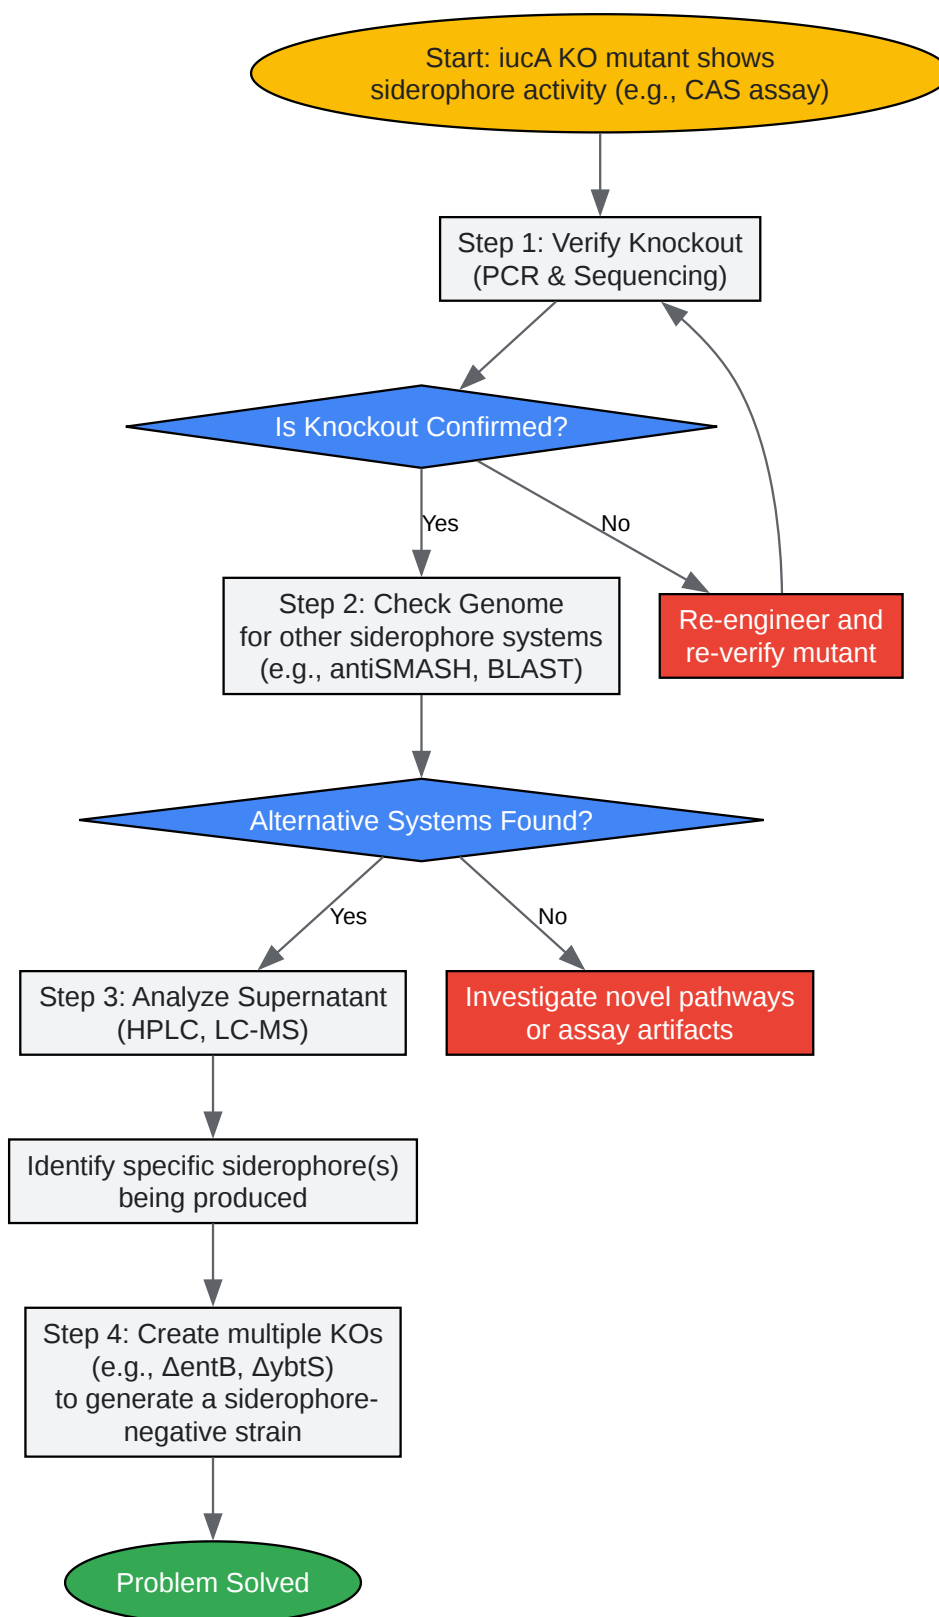 Start: iucA KO mutant shows
siderophore activity (e.g., CAS assay)
Step 1: Verify Knockout
(PCR & Sequencing)
Is Knockout Confirmed?
Yes
No
Step 2: Check Genome
for other siderophore systems
(e.g., antiSMASH, BLAST)
Re-engineer and
re-verify mutant
Alternative Systems Found?
Yes
No
Step 3: Analyze Supernatant
(HPLC, LC-MS)
Investigate novel pathways
or assay artifacts
Identify specific siderophore(s)
being produced
Step 4: Create multiple KOs
(e.g., ΔentB, ΔybtS)
to generate a siderophore-
negative strain
Problem Solved